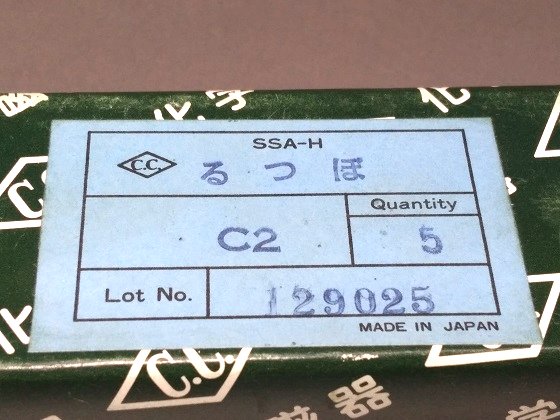 SSA-H
C.C.
るつぼ
Quantity
C2
5
Lot No.
129025
MADE IN JAPAN
C.C.